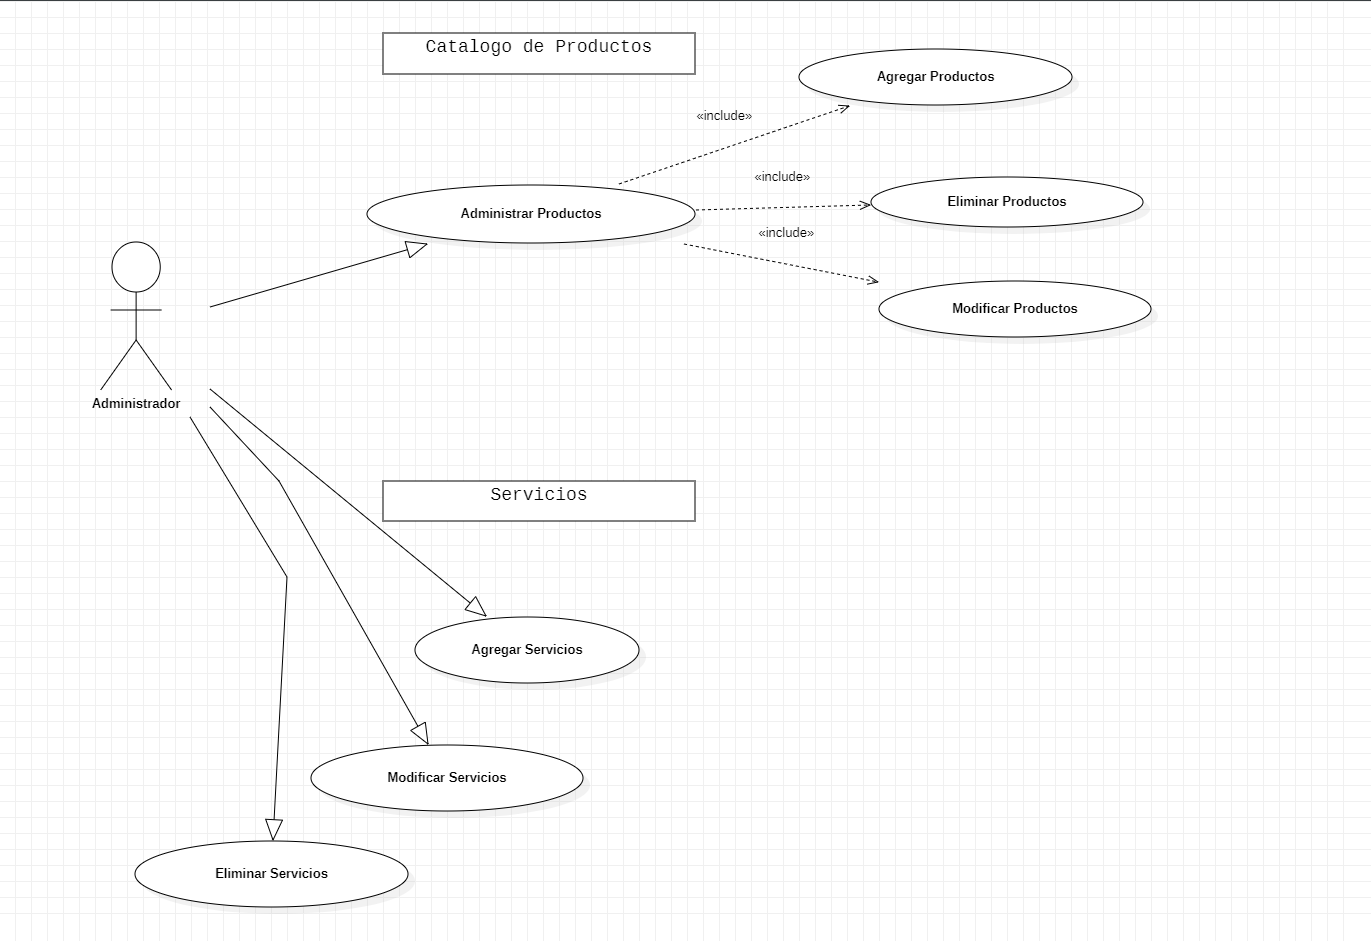 Catalogo de Productos
Agregar Productos
«include»
«include»
Eliminar Productos
Administrar Productos
«include»
Modificar Productos
Administrador
Servicios
Agregar Servicios
Modificar Servicios
Eliminar Servicios